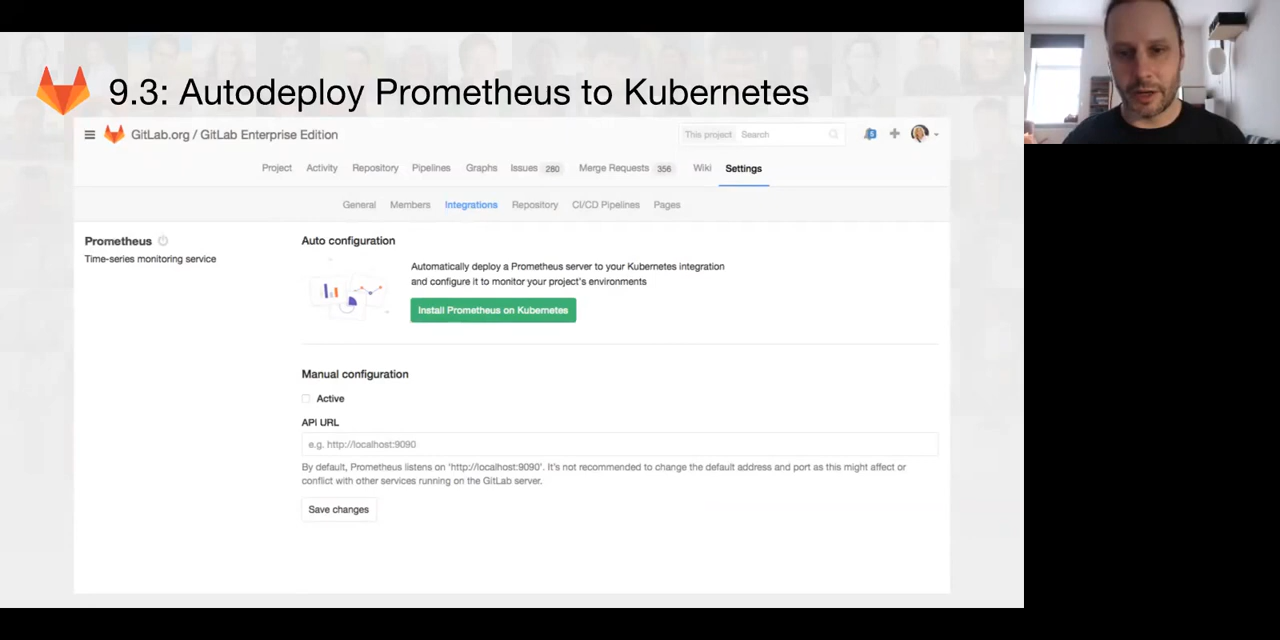 9.3: Autodeploy Prometheus to Kubernetes
GitLab.org / GitLab Enterprise Edition
This project Search
Project Activity Repository Pipelines Graphs Issues 280 Merge Requests 356 Wiki Settings
General Members Integrations Repository CI/CD Pipelines Pages
Prometheus
Time-series monitoring service
Auto configuration
Automatically deploy a Prometheus server to your Kubernetes integration
and configure it to monitor your project's environments
Install Prometheus on Kubernetes
Manual configuration
Active
API URL
e.g. http://localhost:9090
By default, Prometheus listens on 'http://localhost:9090'. It's not recommended to change the default address and port as this might affect or
conflict with other services running on the GitLab server.
Save changes